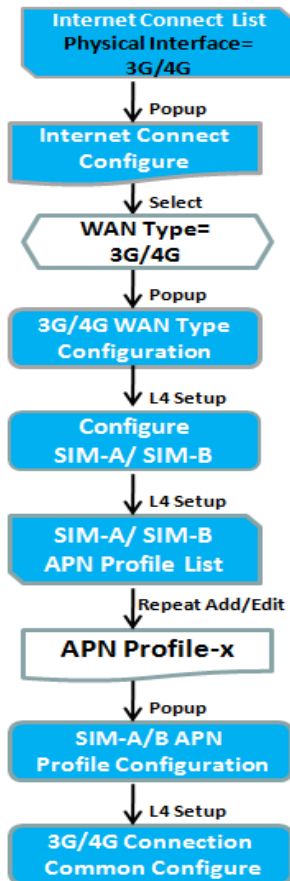 Internet Connect List
Physical Interface=
3G/4G
Popup
Internet Connect
Configure
Select
WAN Type=
3G/4G
Popup
3G/4G WAN Type
Configuration
L4 Setup
Configure
SIM-A/ SIM-B
L4 Setup
SIM-A/ SIM-B
APN Profile List
Repeat Add/Edit
APN Profile-x
Popup
SIM-A/B APN
Profile Configuration
L4 Setup
3G/4G Connection
Common Configure